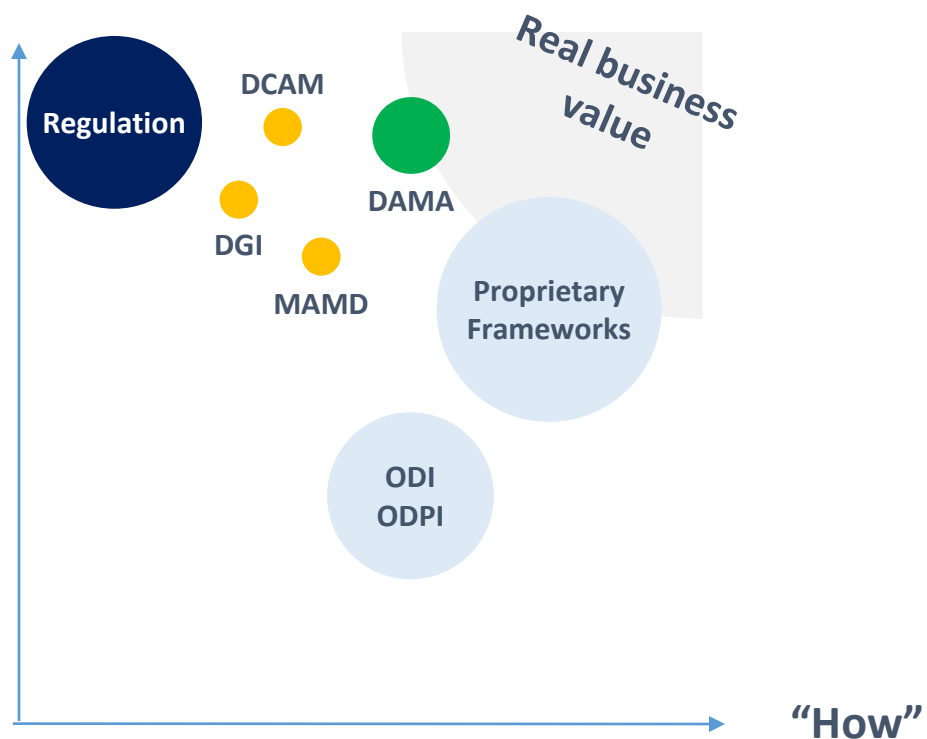 Real business
value
DCAM
Regulation
DAMA
DGI
MAMD
Proprietary
Frameworks
ODI
ODPI
“How”